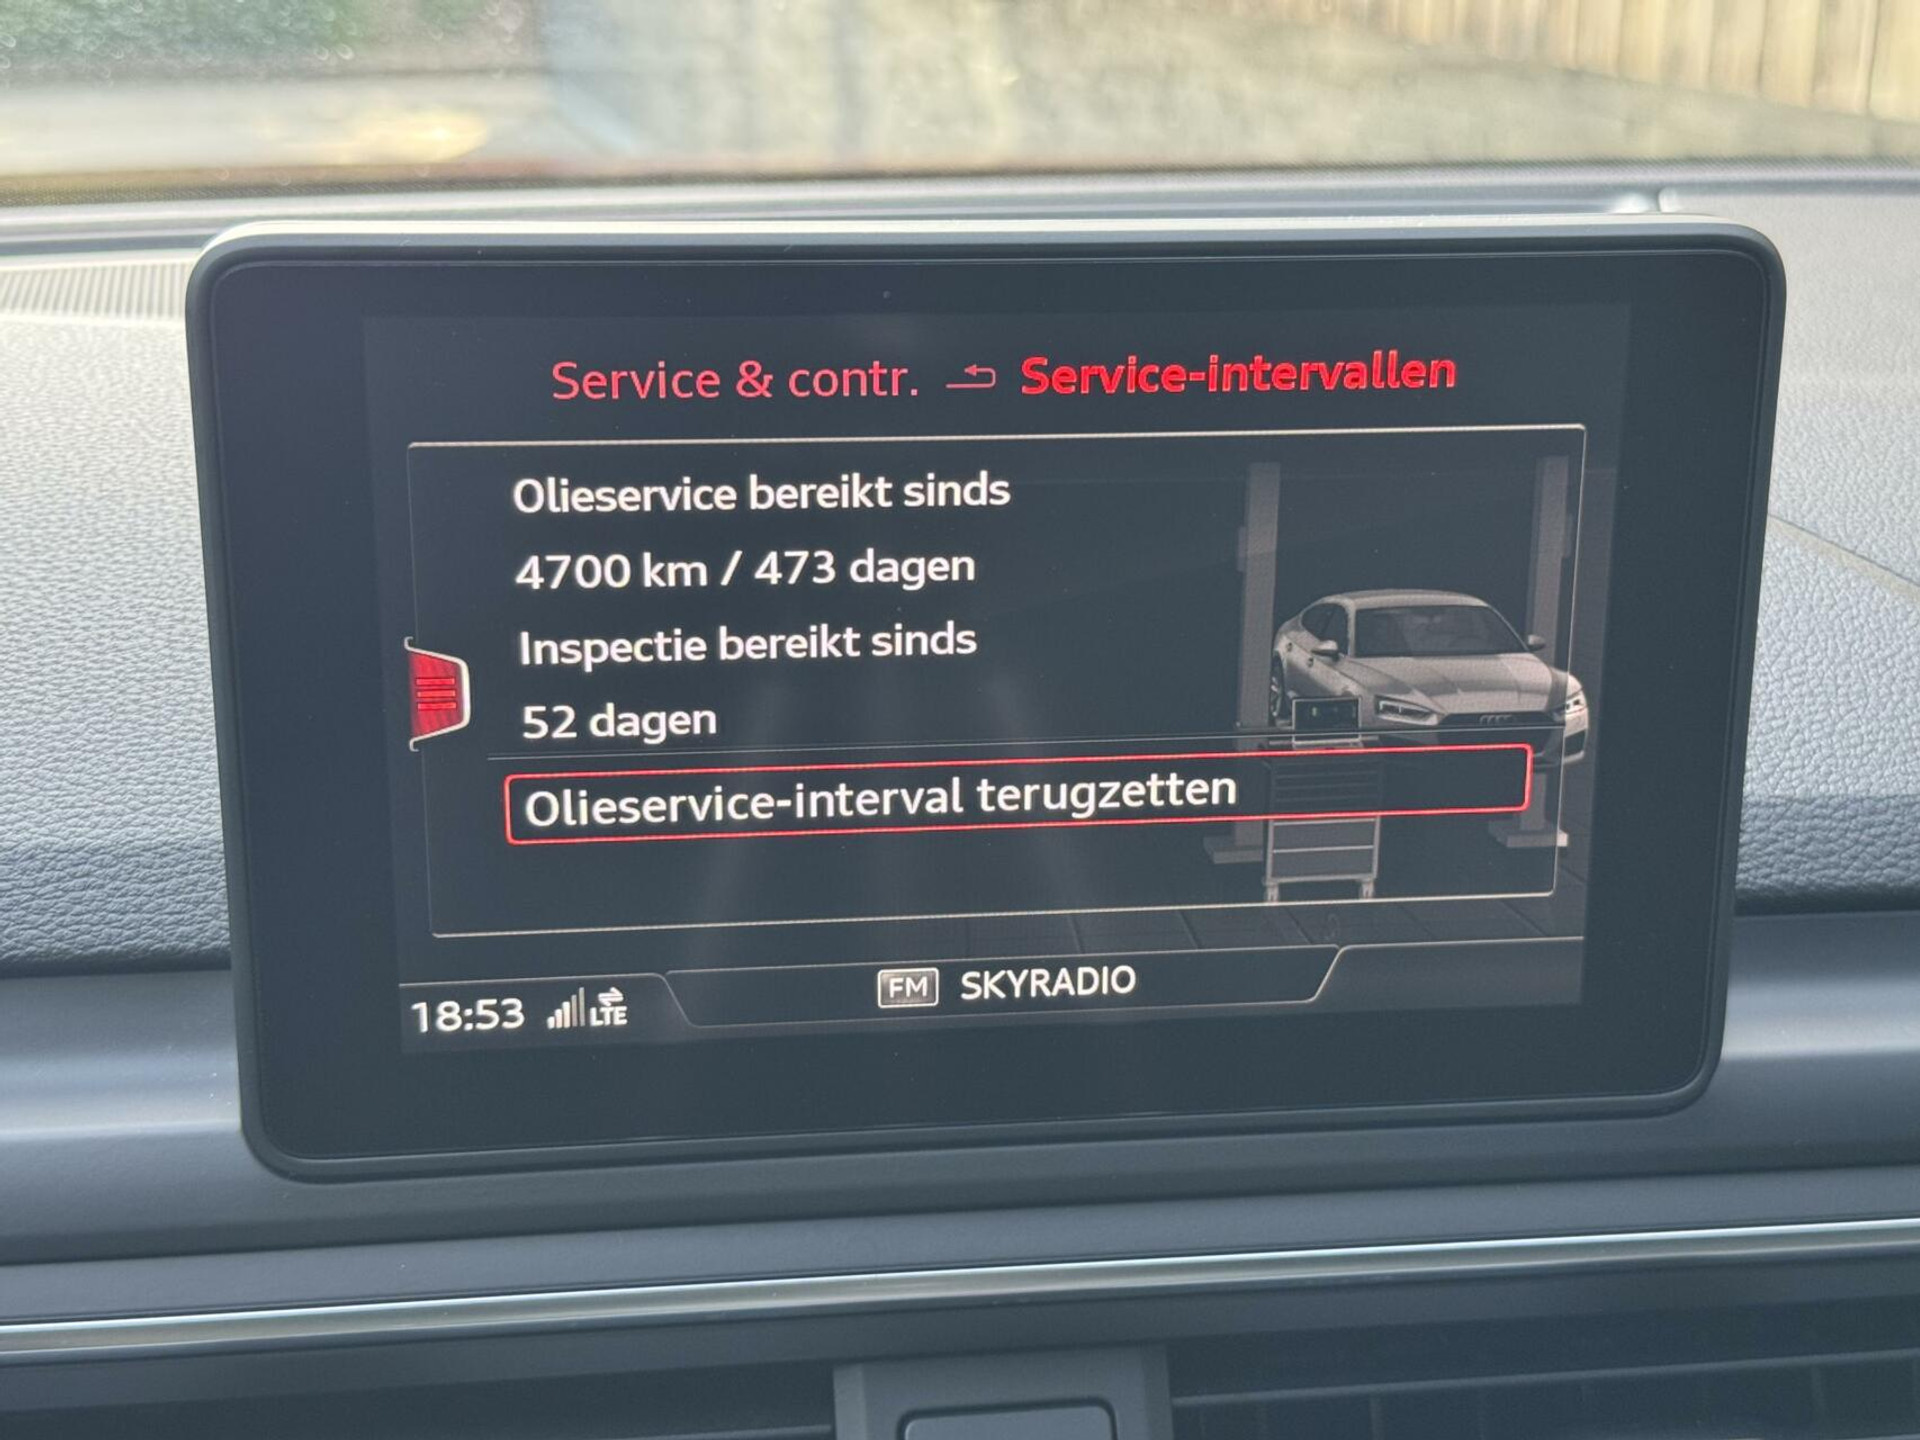 Service & contr. Service-intervallen
Olieservice bereikt sinds
4700 km / 473 dagen
Inspectie bereikt sinds
52 dagen
Olieservice-interval terugzetten
18:53 LTE FM SKYRADIO